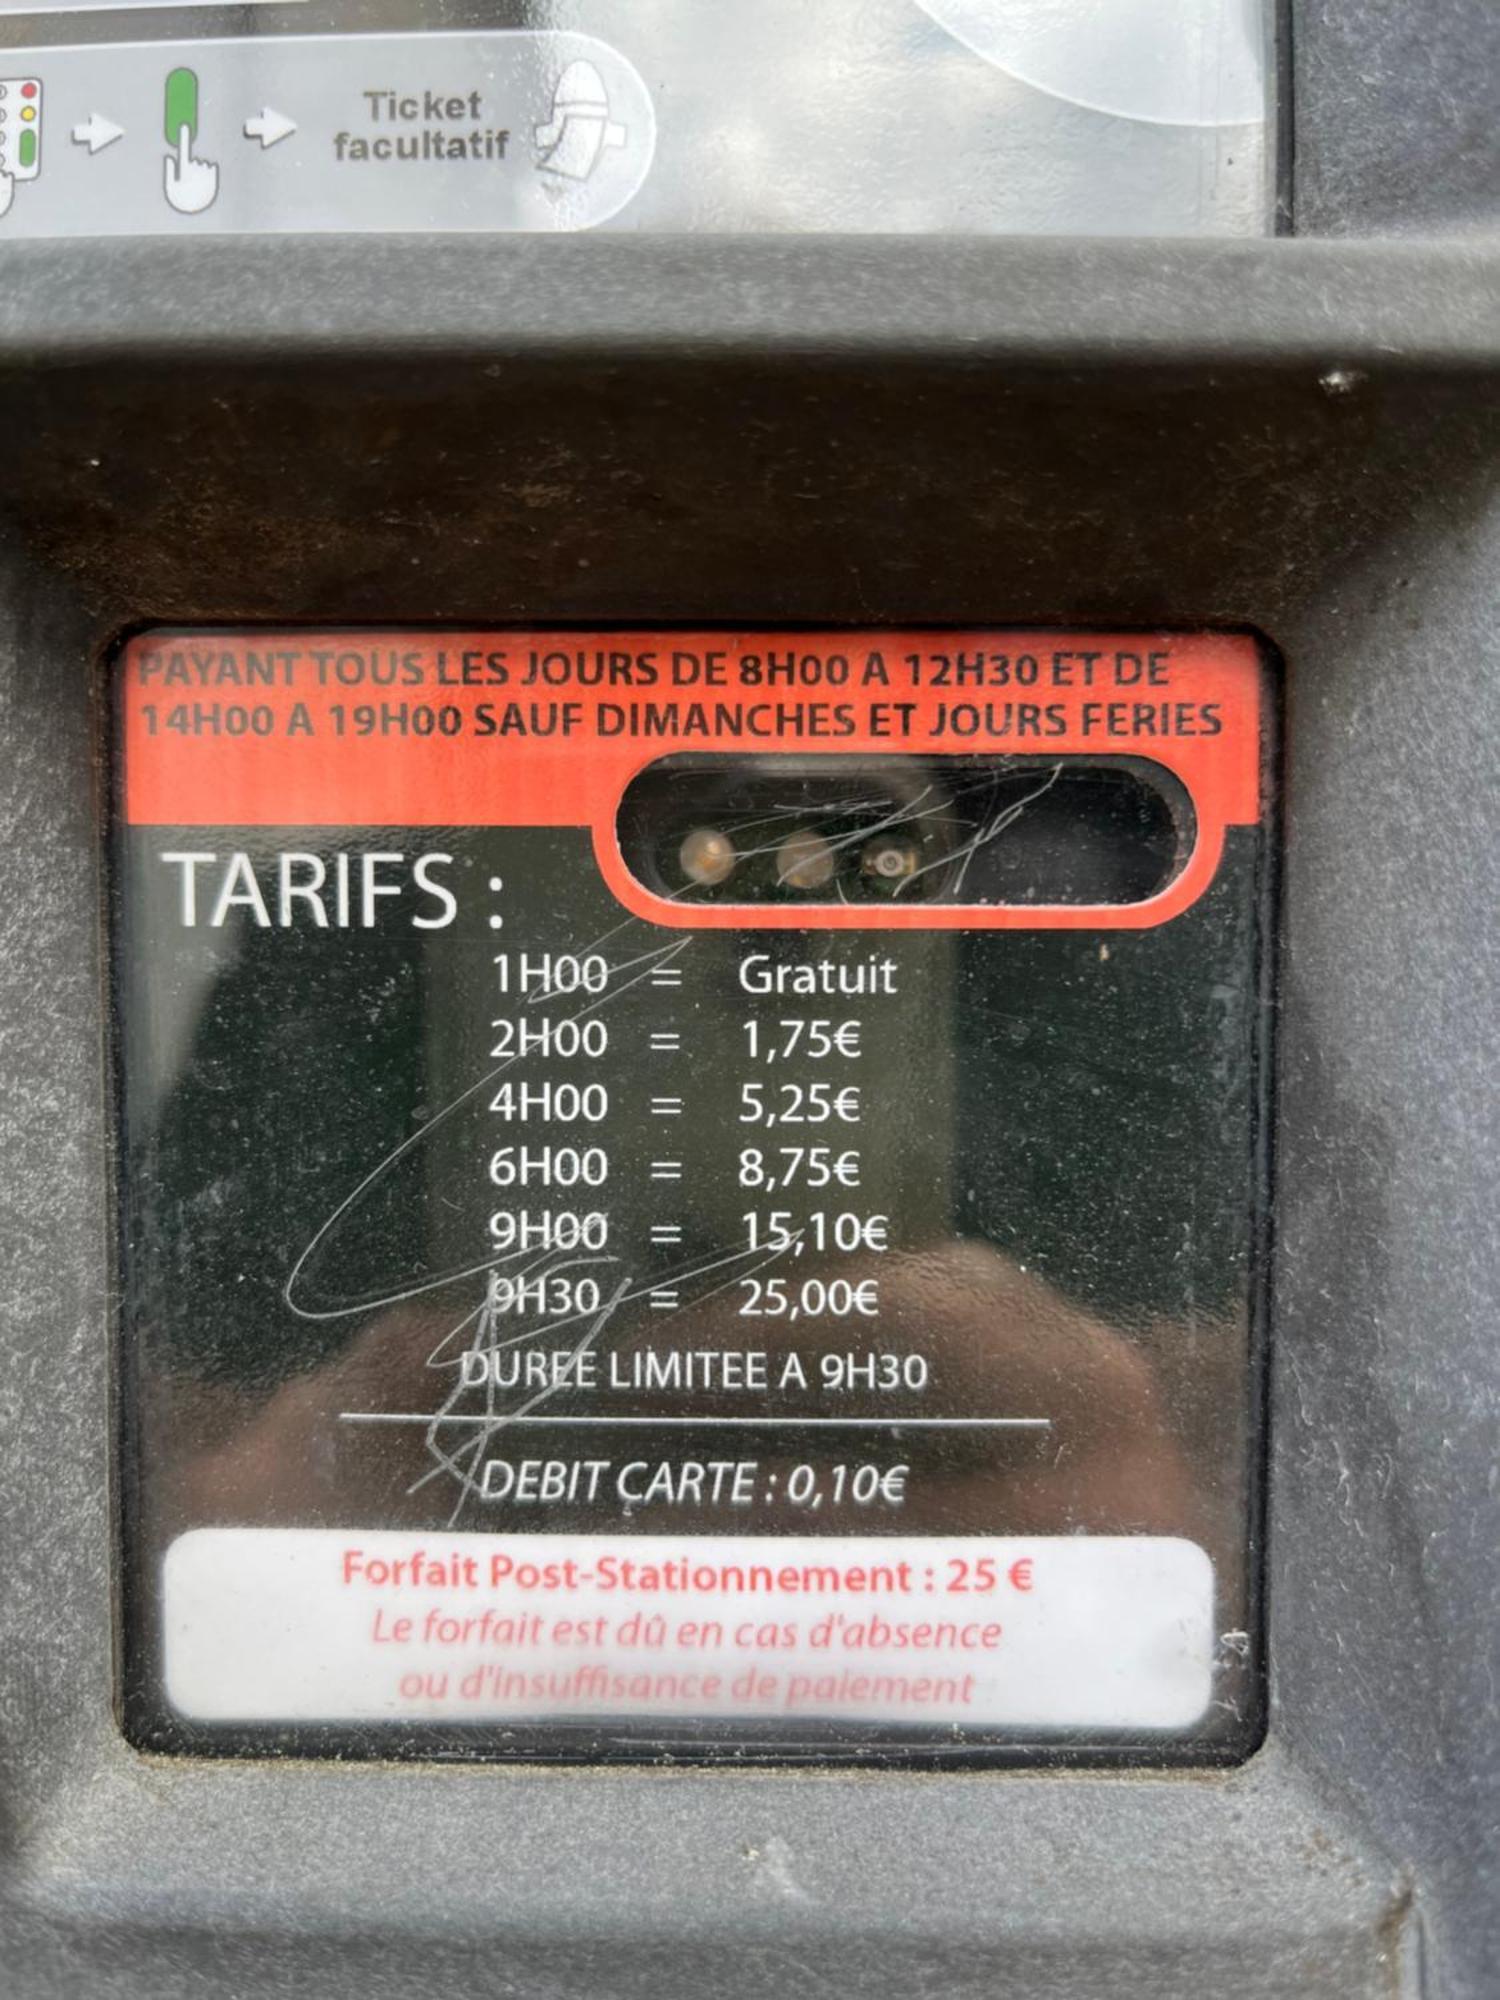 Ticket
facultatif
PAYANT TOUS LES JOURS DE 8H00 A 12H30 ET DE
14H00 A 19H00 SAUF DIMANCHES ET JOURS FERIES
TARIFS :
1H00 = Gratuit
2H00 = 1,75€
4H00 = 5,25€
6H00 = 8,75€
9H00 = 15,10€
9H30 = 25,00€
DUREE LIMITEE A 9H30
DEBIT CARTE : 0,10€
Forfait Post-Stationnement : 25 €
Le forfait est dû en cas d'absence
ou d'insuffisance de paiement